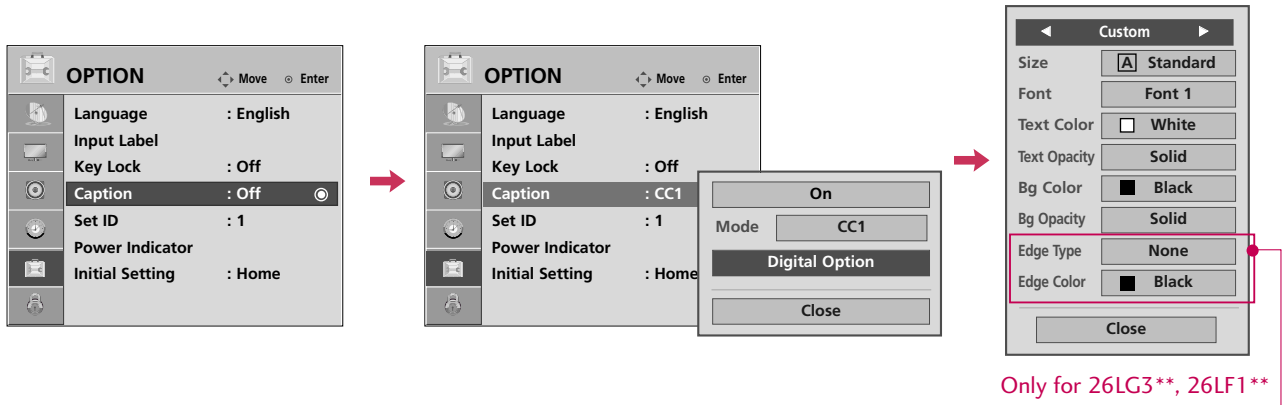 OPTION Move Enter
Language : English
Input Label
Key Lock : Off
Caption : Off
Set ID : 1
Power Indicator
Initial Setting : Home
OPTION Move Enter
Language : English
Input Label
Key Lock : Off
Caption : CC1
Set ID : 1
Power Indicator
Initial Setting : Home
On
Mode CC1
Digital Option
Close
Custom
Size A Standard
Font Font 1
Text Color White
Text Opacity Solid
Bg Color Black
Bg Opacity Solid
Edge Type None
Edge Color Black
Close
Only for 26LG3**, 26LF1**